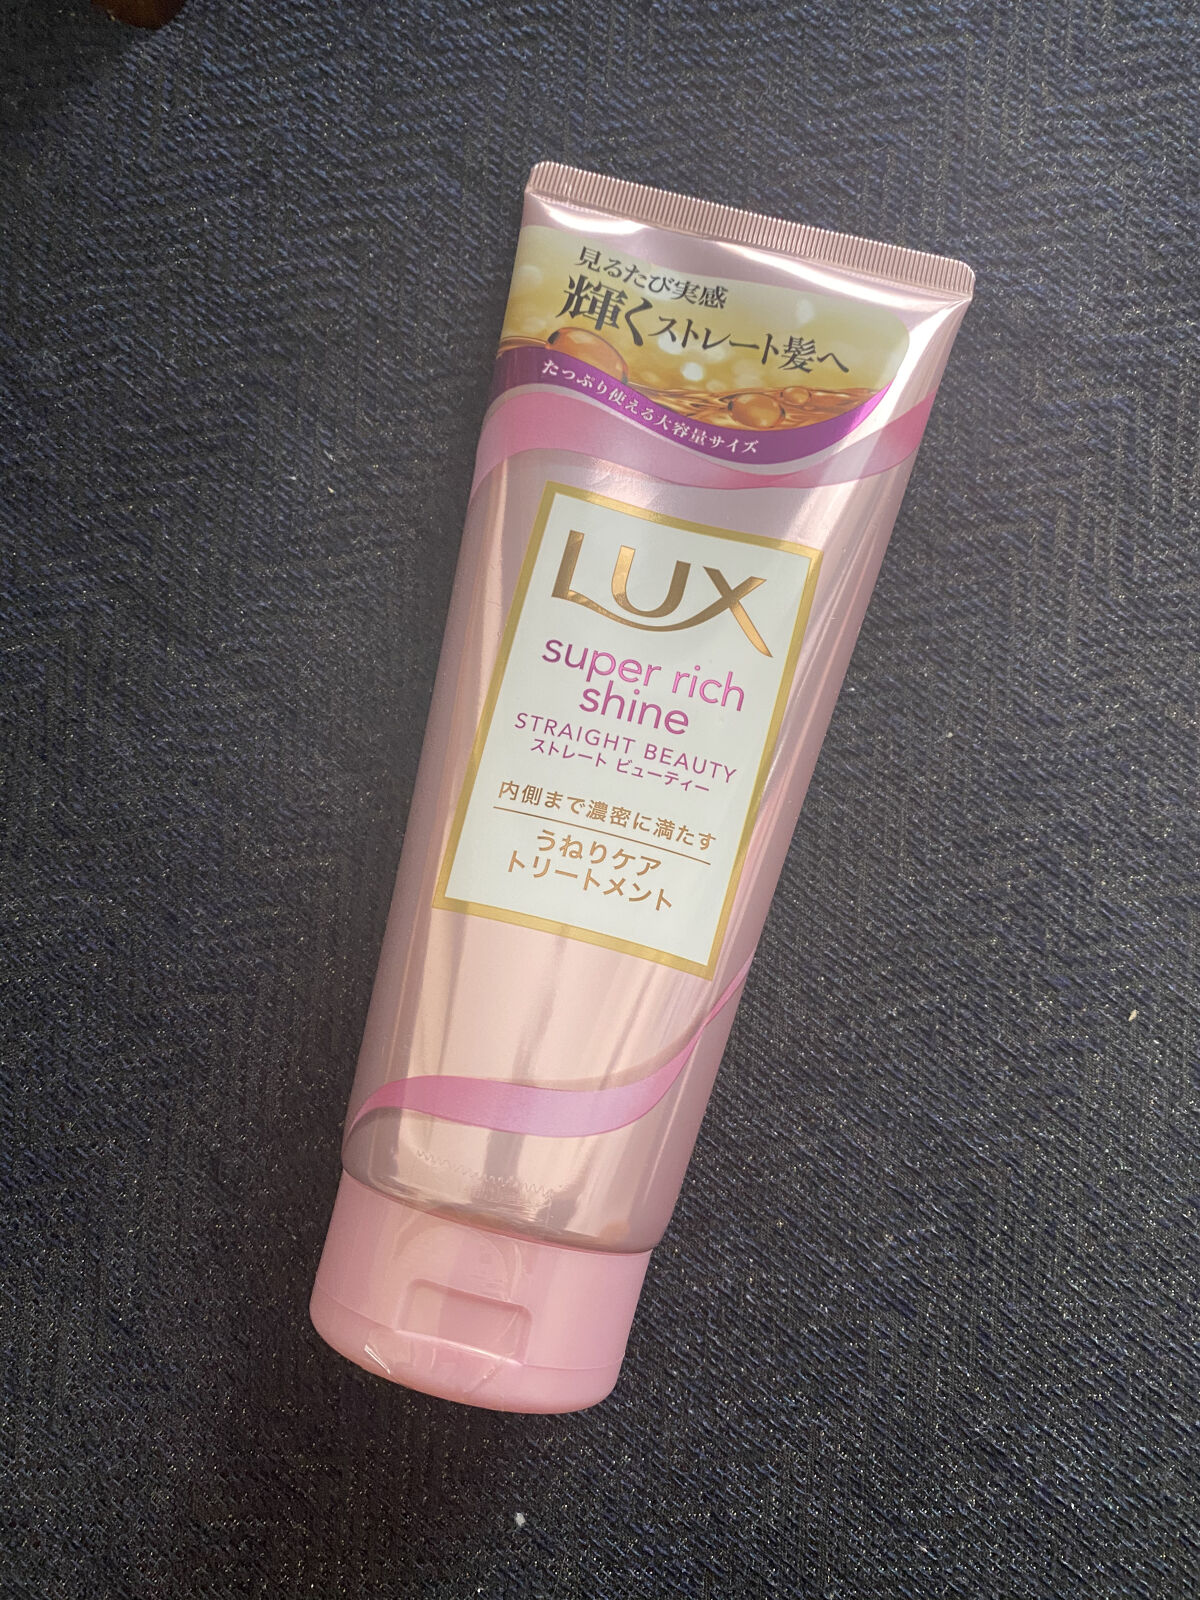 見るたび実感
輝くストレート髪へ
たっぷり使える大容量サイズ
LUX
super rich
shine
STRAIGHT BEAUTY
ストレート ビューティー
内側まで濃密に満たす
うねりケア
トリートメント